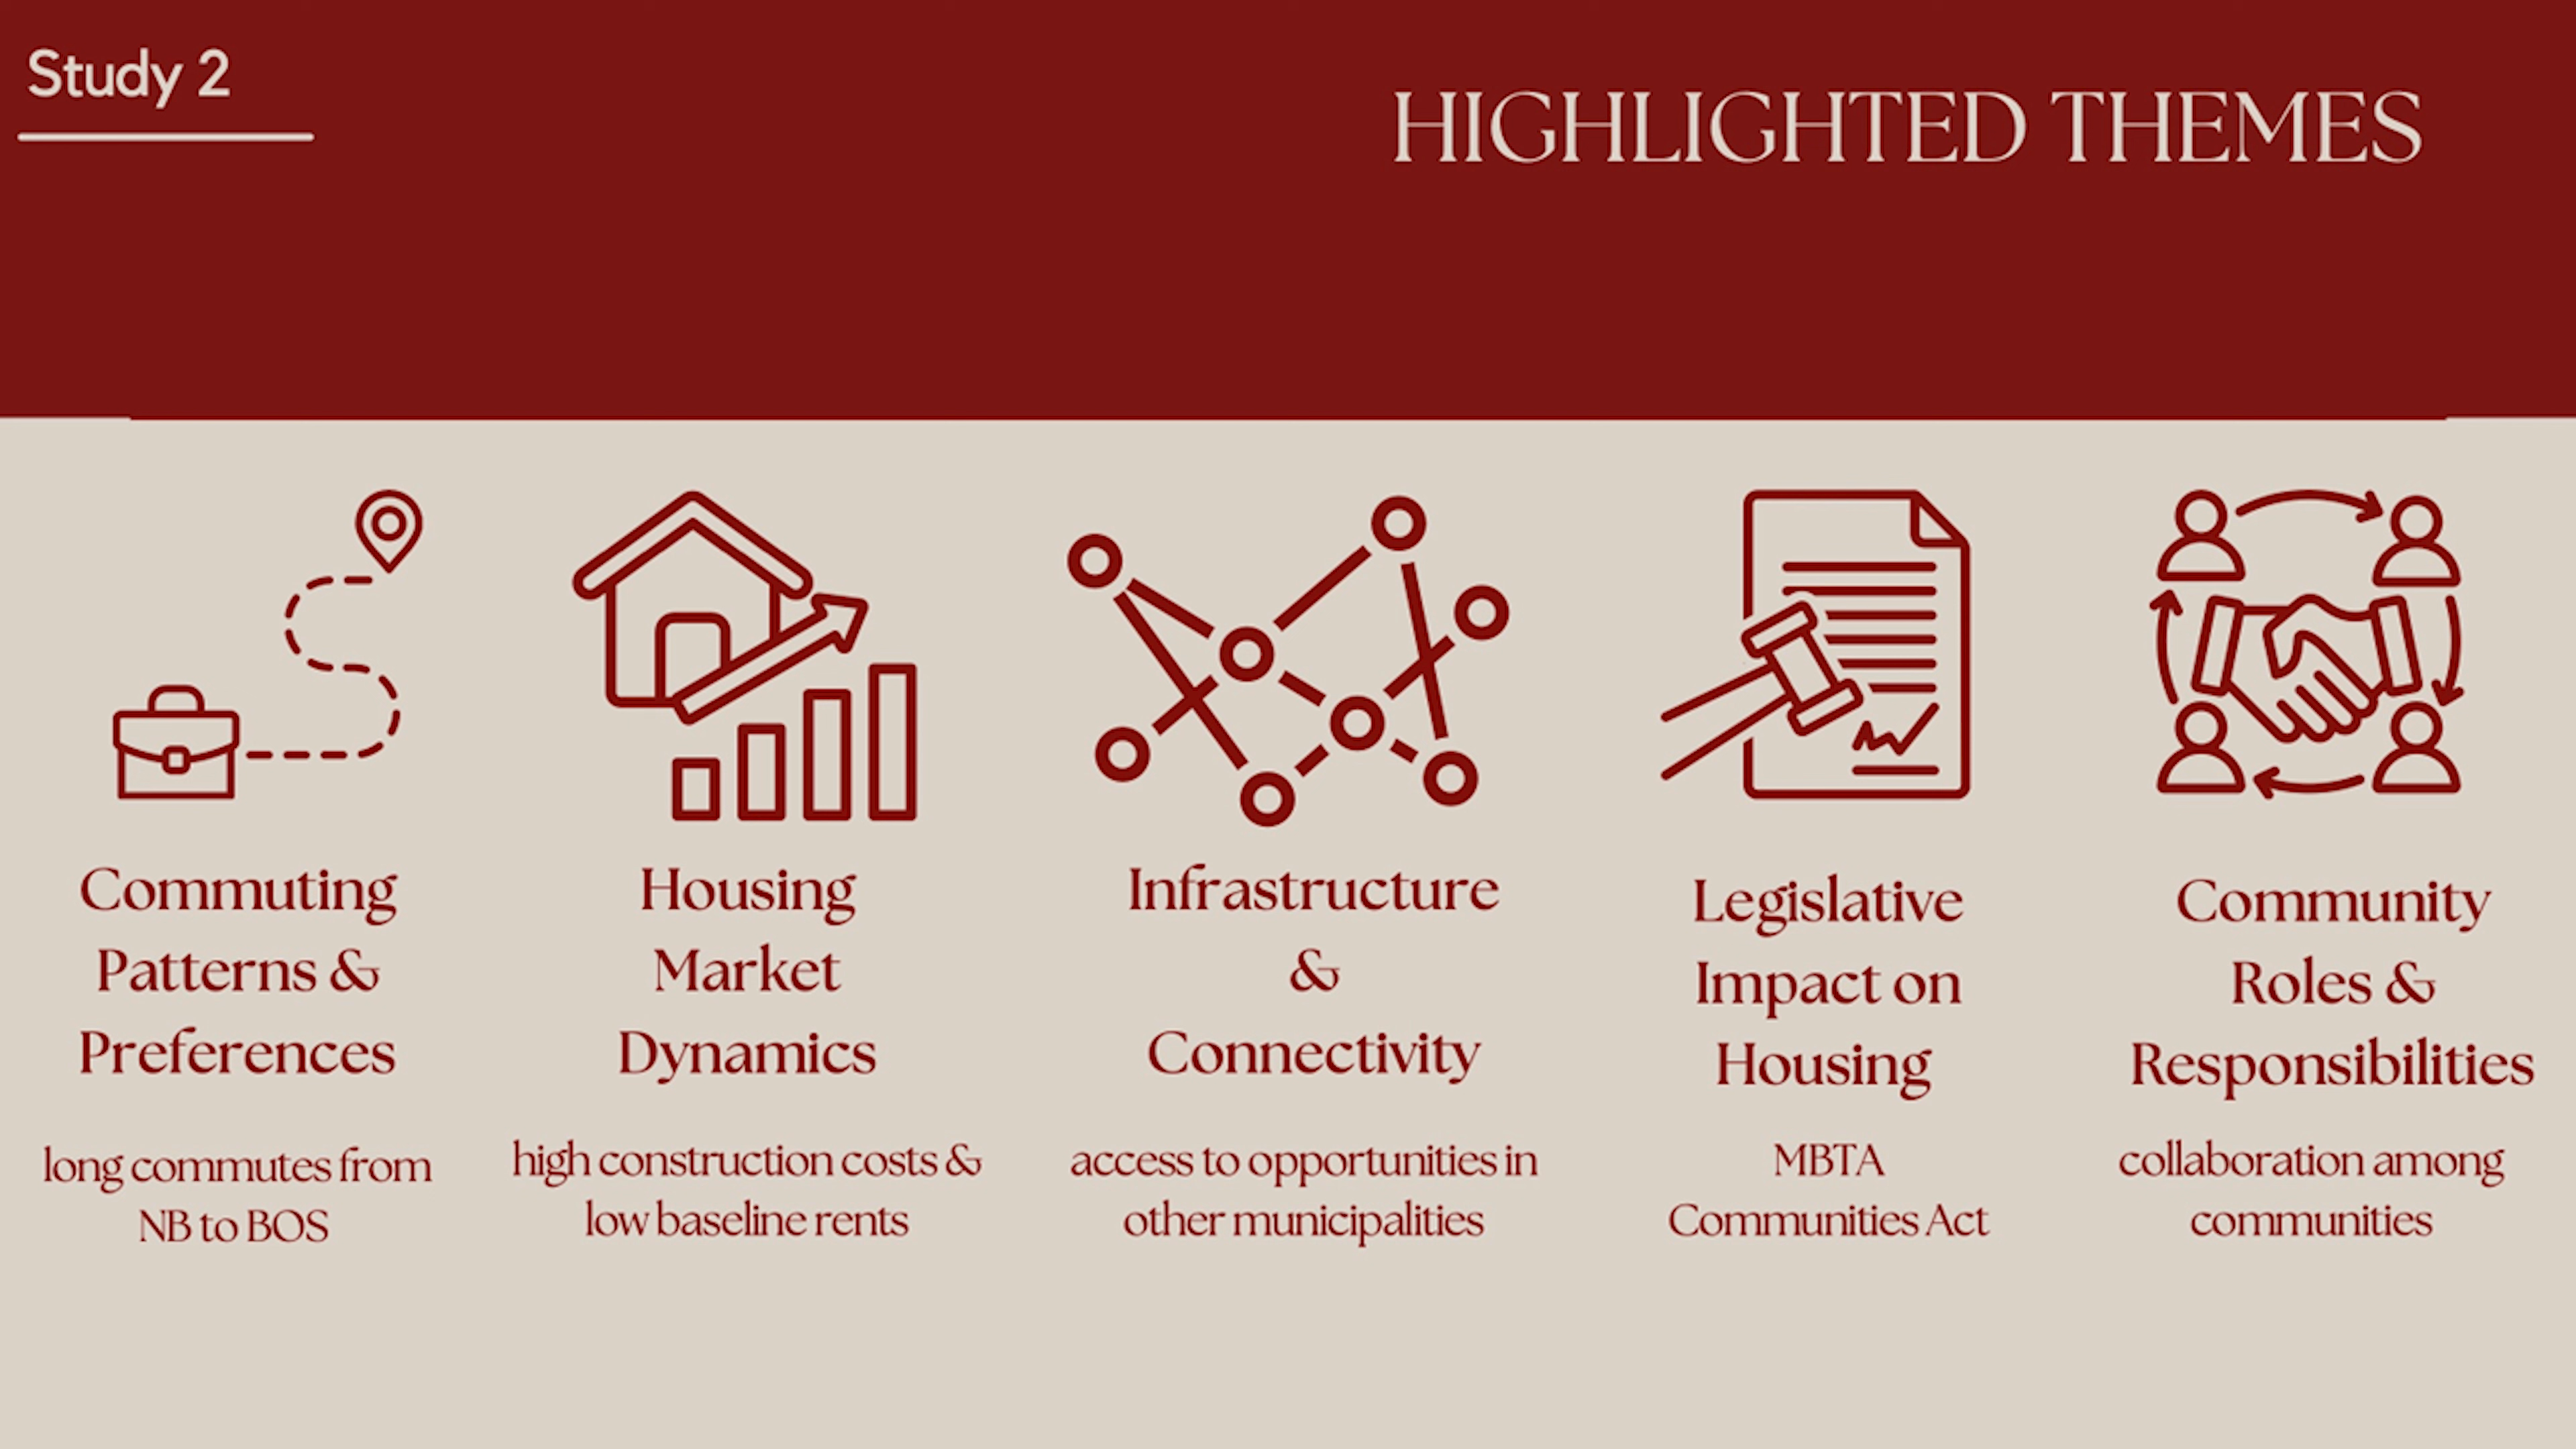 Study 2
HIGHLIGHTED THEMES
Commuting
Patterns &
Preferences
long commutes from
NB to BOS
Housing
Market
Dynamics
high construction costs &
low baseline rents
Infrastructure
&
Connectivity
access to opportunities in
other municipalities
Legislative
Impact on
Housing
MBTA
Communities Act
Community
Roles &
Responsibilities
collaboration among
communities